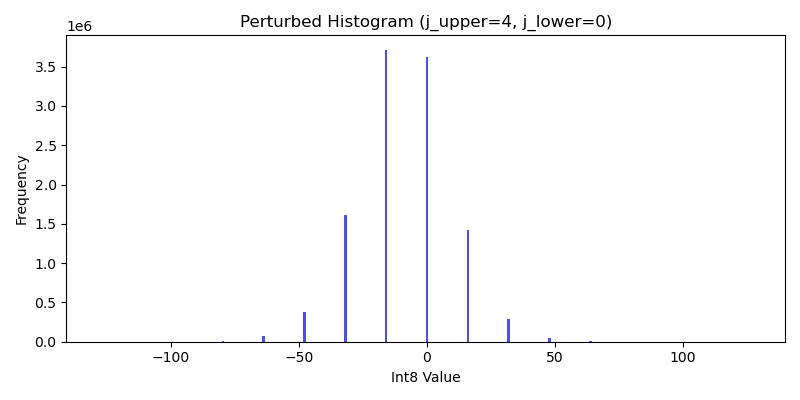 Perturbed Histogram (j_upper=4, j_lower=0)
1e6
3.5
3.0
2.5
2.0
1.5
1.0
0.5
0.0
Frequency
−100 −50 0 50 100
Int8 Value